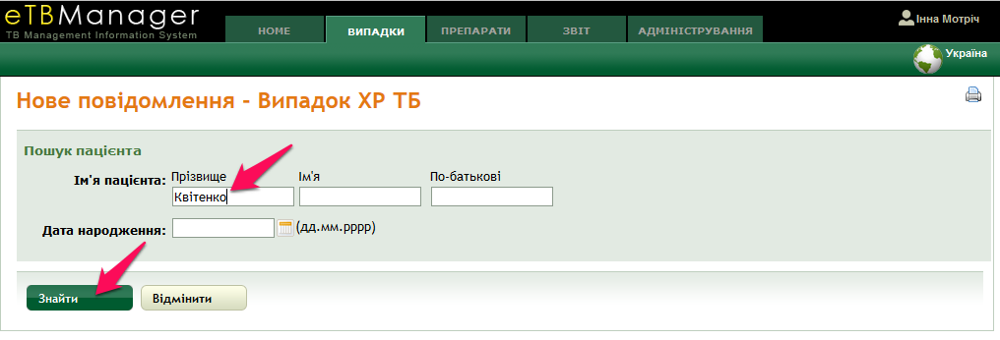 eTBManager
TB Management Information System
HOME
ВИПАДКИ
ПРЕПАРАТИ
ЗВІТ
АДМІНІСТРУВАННЯ
Інна Мотріч
Україна
Нове повідомлення - Випадок ХР ТБ
Пошук пацієнта
Ім'я пацієнта:
Прізвище
Ім'я
По-батькові
Квітенко
Дата народження:
(дд.мм.рррр)
Знайти
Відмінити